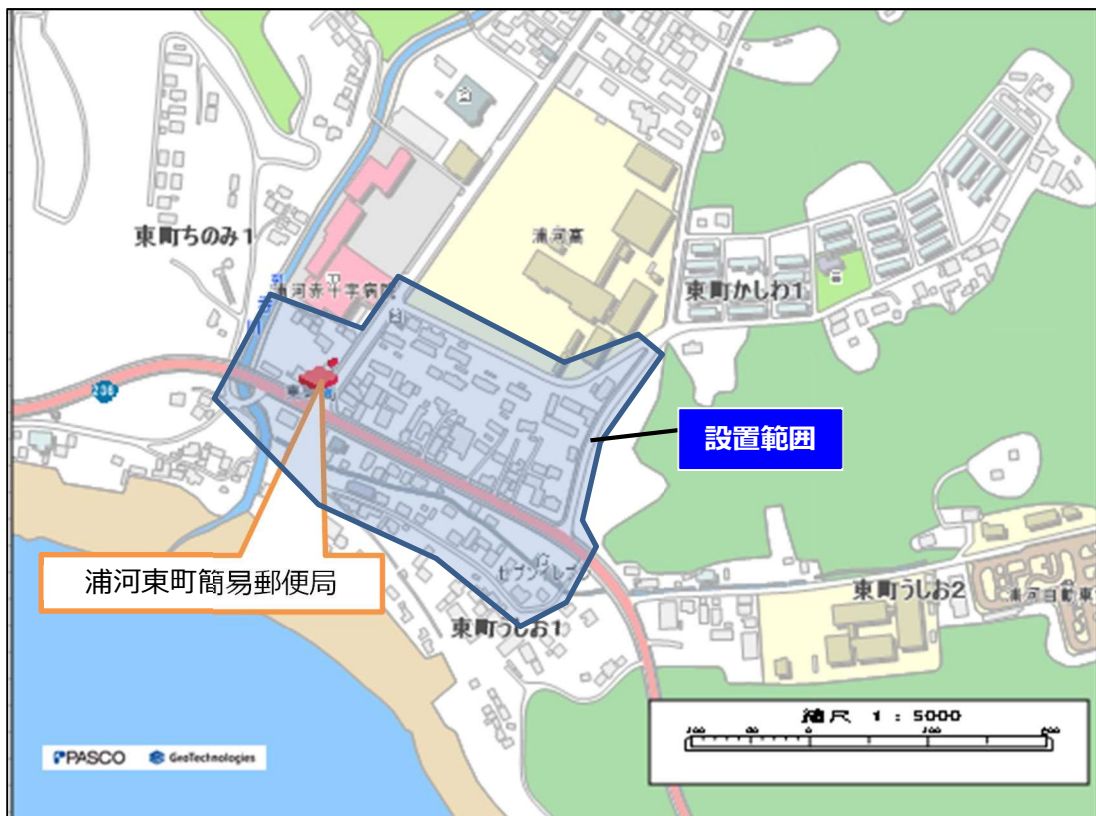 東町ちのみ1
浦河高
浦河赤十字病院
東町かしわ1
236
設置範囲
浦河東町簡易郵便局
セブンイレブ
東町うしお2
東町うしお1
縮尺 1 : 5000
PASCO
GeoTechnologies